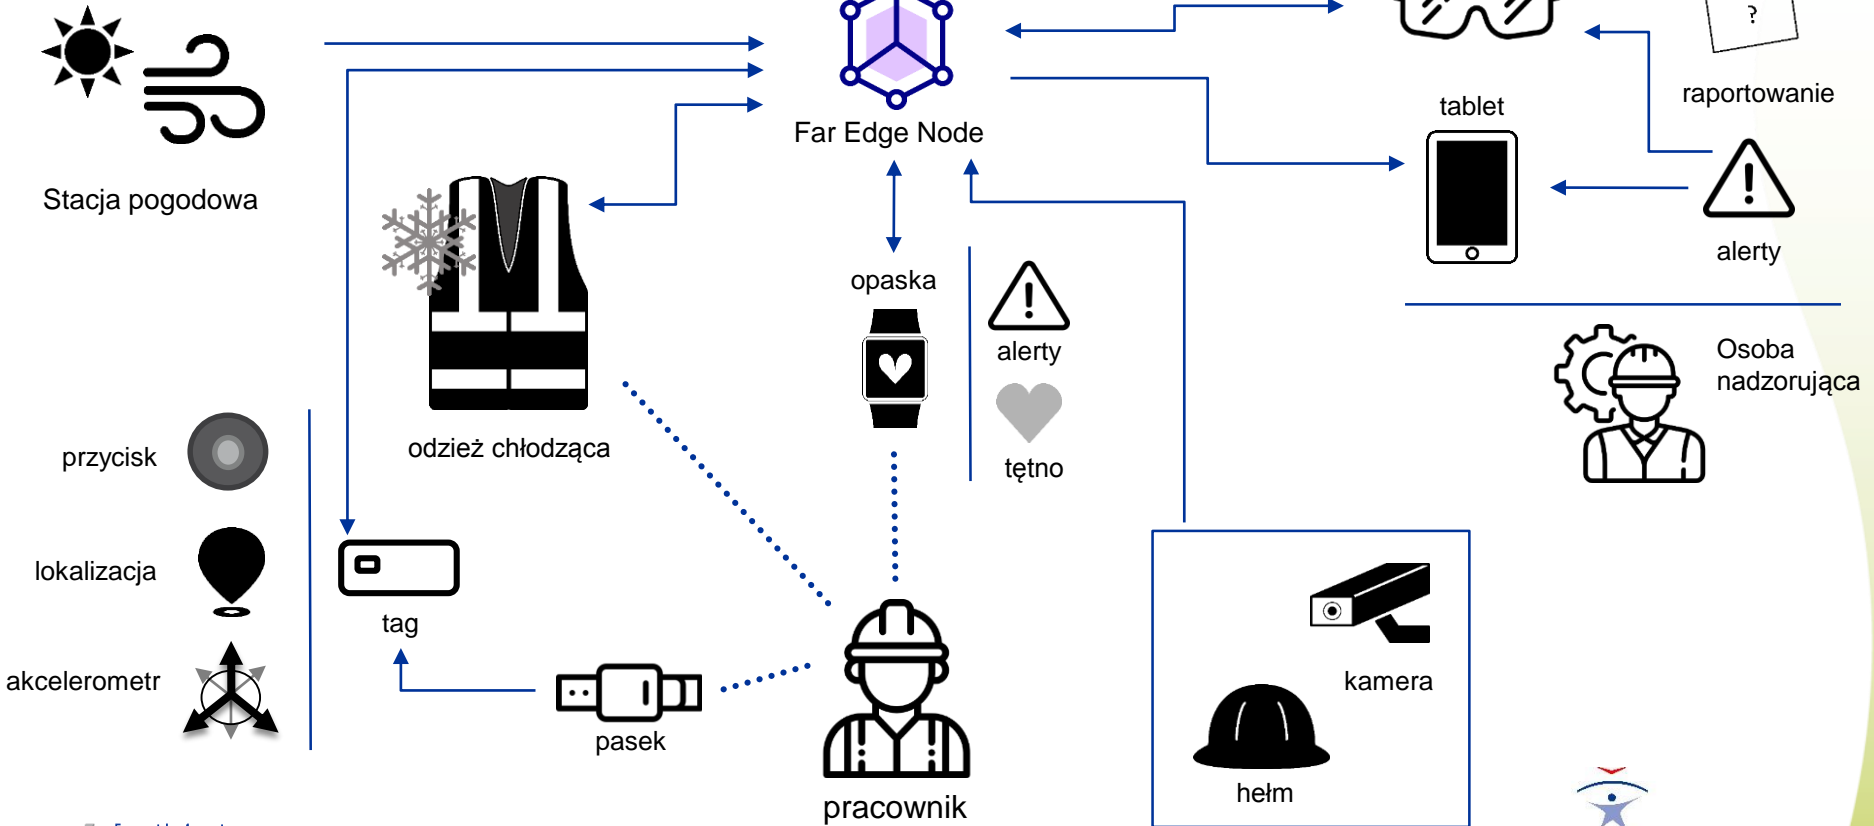 ?
raportowanie
tablet
Far Edge Node
Stacja pogodowa
alerty
opaska
alerty
Osoba
nadzorująca
odzież chłodząca
przycisk
tętno
lokalizacja
tag
akcelerometr
kamera
pasek
hełm
pracownik